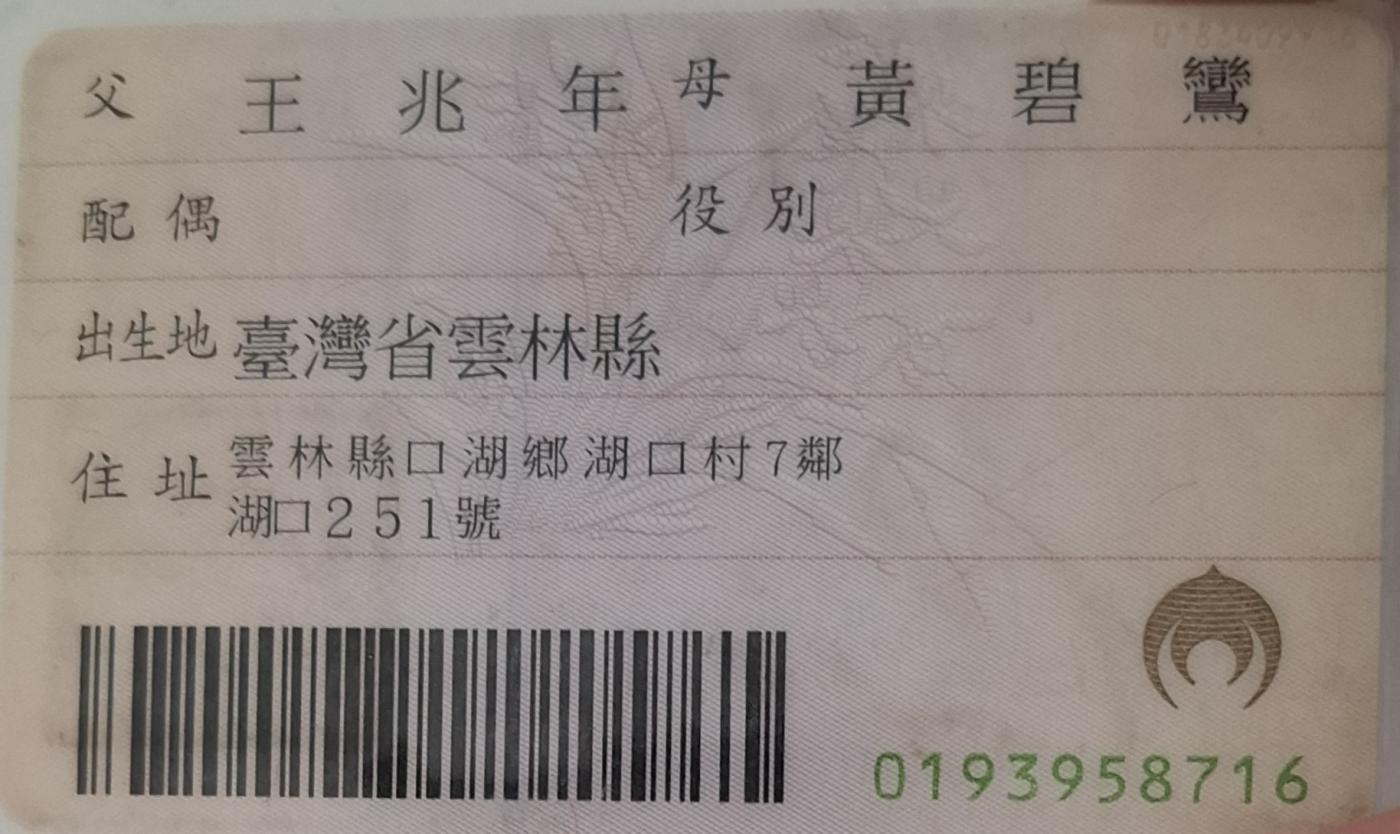 父 王兆年 母 黃碧鸞
配偶 役別
出生地 臺灣省雲林縣
住址 雲林縣口湖鄉湖口村7鄰
湖口251號
0193958716